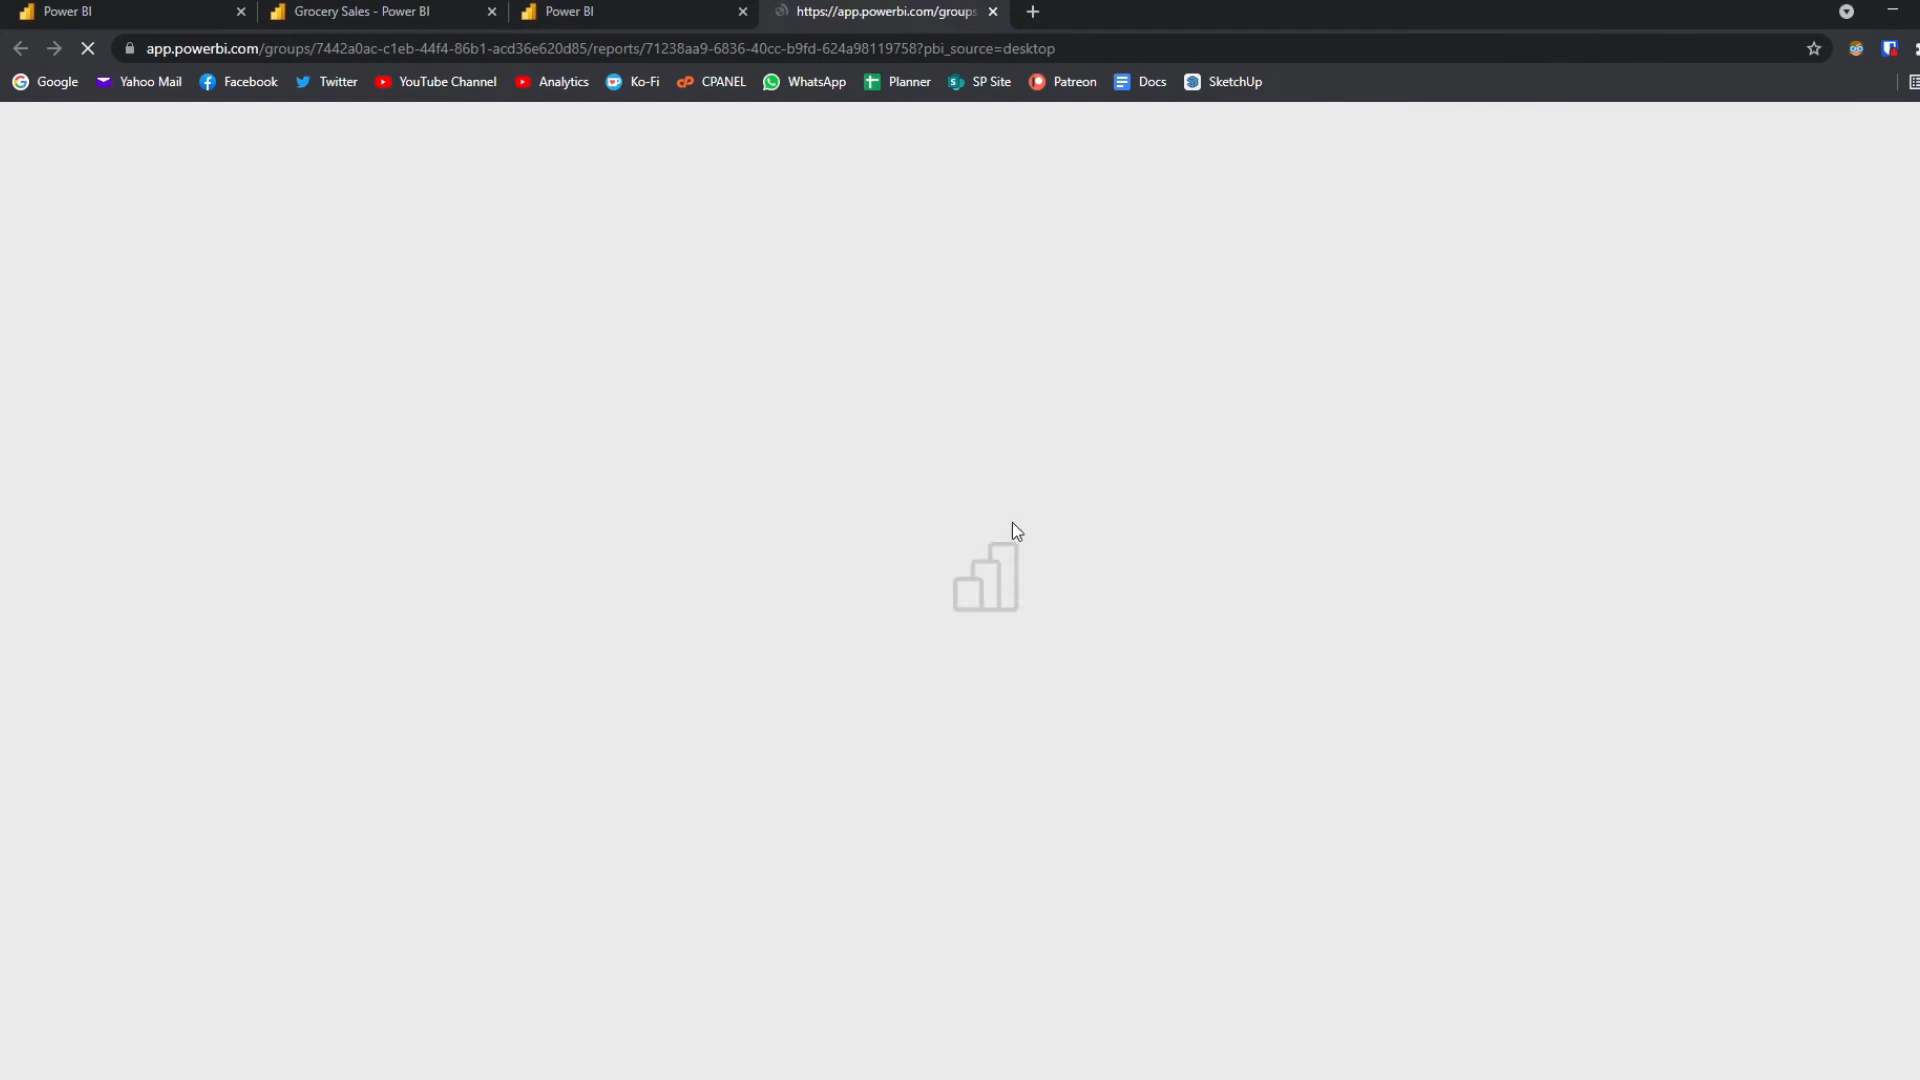 Power BI
Grocery Sales - Power BI
Power BI
https://app.powerbi.com/groups
app.powerbi.com/groups/7442a0ac-c1eb-44f4-86b1-acd36e620d85/reports/71238aa9-6836-40cc-b9fd-624a98119758?pbi_source=desktop
Google Yahoo Mail Facebook Twitter YouTube Channel Analytics Ko-Fi CPANEL WhatsApp Planner SP Site Patreon Docs SketchUp